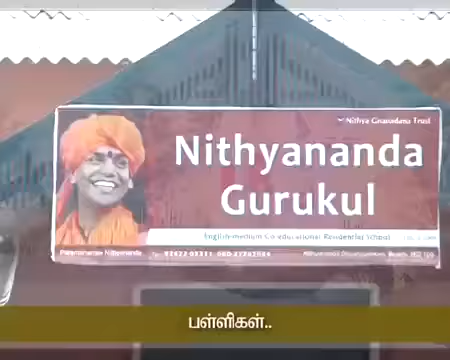 Nithya Gnanadana Trust
Nithyananda
Gurukul
English-medium Co-educational Residential School
Paramahamsa Nithyananda
பள்ளிகள்..